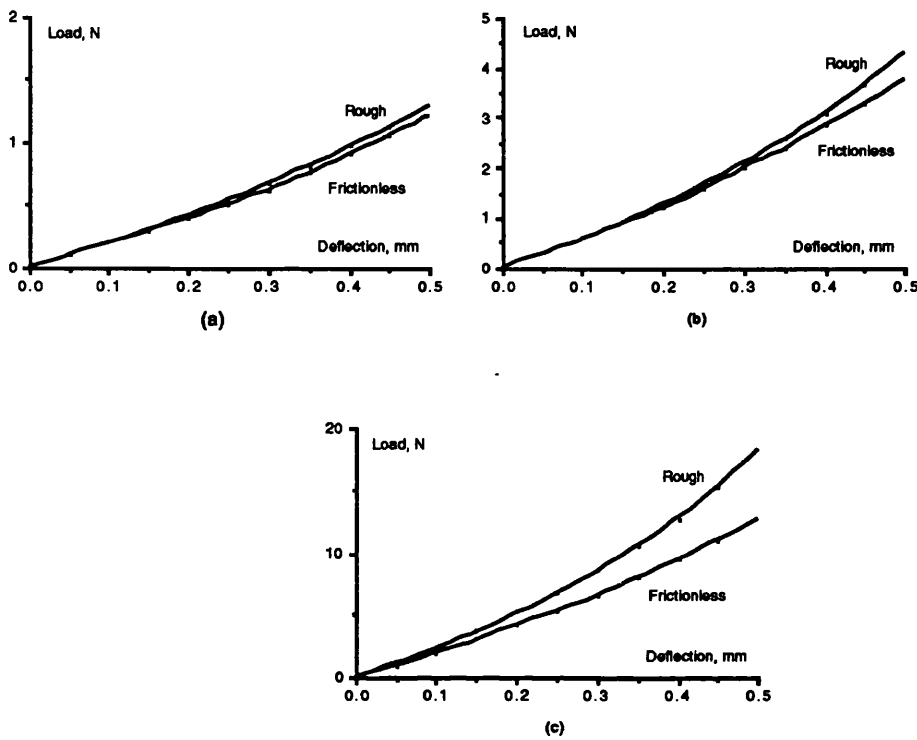 2
Load, N
Rough
1
Frictionless
Deflection, mm
0
0.0 0.1 0.2 0.3 0.4 0.5
(a)
5
Load, N
4
Rough
3
Frictionless
2
1
Deflection, mm
0
0.0 0.1 0.2 0.3 0.4 0.5
(b)
20
Load, N
Rough
10
Frictionless
Deflection, mm
0
0.0 0.1 0.2 0.3 0.4 0.5
(c)